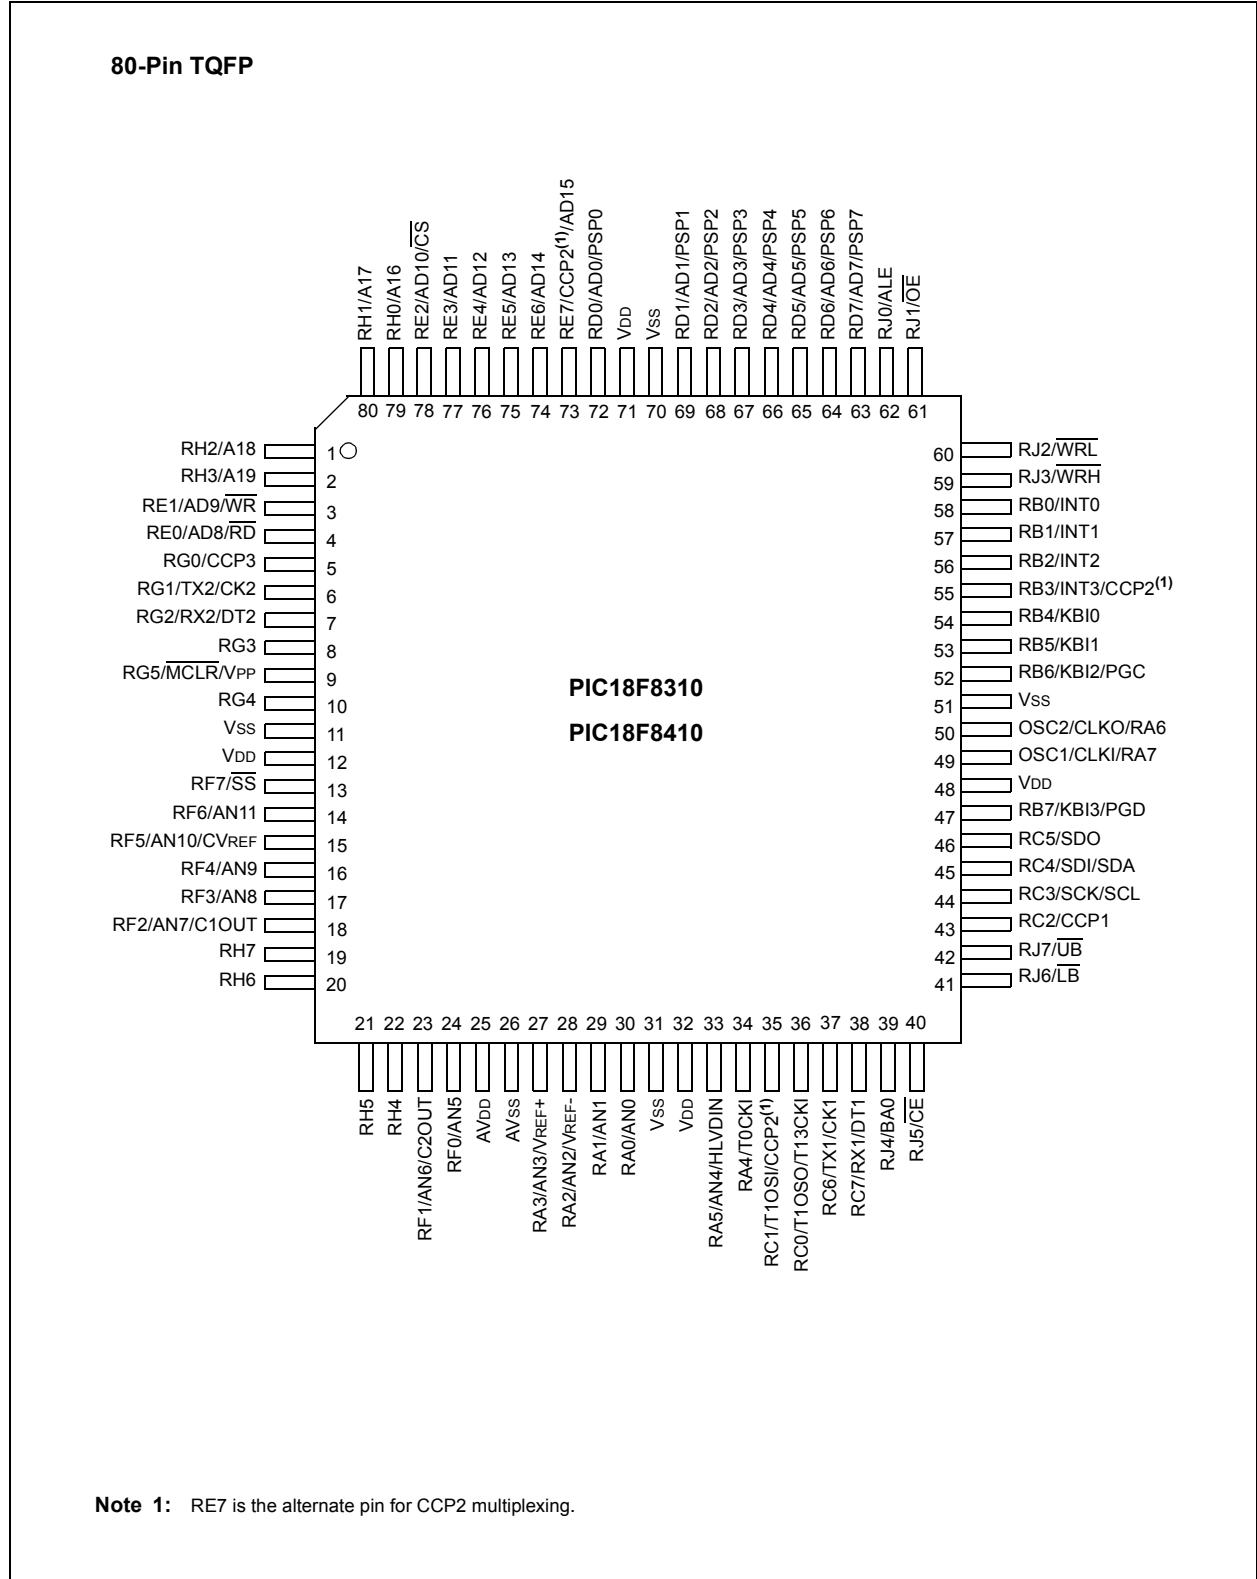 80-Pin TQFP
RH1/A17
RH0/A16
RE2/AD10/C̅S̅
RE3/AD11
RE4/AD12
RE5/AD13
RE6/AD14
RE7/CCP2(1)/AD15
RD0/AD0/PSP0
VDD
VSS
RD1/AD1/PSP1
RD2/AD2/PSP2
RD3/AD3/PSP3
RD4/AD4/PSP4
RD5/AD5/PSP5
RD6/AD6/PSP6
RD7/AD7/PSP7
RJ0/ALE
RJ1/O̅E̅
80 79 78 77 76 75 74 73 72 71 70 69 68 67 66 65 64 63 62 61
RH2/A18 1
RH3/A19 2
RE1/AD9/W̅R̅ 3
RE0/AD8/R̅D̅ 4
RG0/CCP3 5
RG1/TX2/CK2 6
RG2/RX2/DT2 7
RG3 8
RG5/M̅C̅L̅R̅/VPP 9
RG4 10
VSS 11
VDD 12
RF7/S̅S̅ 13
RF6/AN11 14
RF5/AN10/CVREF 15
RF4/AN9 16
RF3/AN8 17
RF2/AN7/C1OUT 18
RH7 19
RH6 20
PIC18F8310
PIC18F8410
60 RJ2/W̅R̅L̅
59 RJ3/W̅R̅H̅
58 RB0/INT0
57 RB1/INT1
56 RB2/INT2
55 RB3/INT3/CCP2(1)
54 RB4/KBI0
53 RB5/KBI1
52 RB6/KBI2/PGC
51 VSS
50 OSC2/CLKO/RA6
49 OSC1/CLKI/RA7
48 VDD
47 RB7/KBI3/PGD
46 RC5/SDO
45 RC4/SDI/SDA
44 RC3/SCK/SCL
43 RC2/CCP1
42 RJ7/U̅B̅
41 RJ6/L̅B̅
21 22 23 24 25 26 27 28 29 30 31 32 33 34 35 36 37 38 39 40
RH5
RH4
RF1/AN6/C2OUT
RF0/AN5
AVDD
AVSS
RA3/AN3/VREF+
RA2/AN2/VREF-
RA1/AN1
RA0/AN0
VSS
VDD
RA5/AN4/HLVDIN
RA4/T0CKI
RC1/T1OSI/CCP2(1)
RC0/T1OSO/T13CKI
RC6/TX1/CK1
RC7/RX1/DT1
RJ4/BA0
RJ5/C̅E̅
Note 1: RE7 is the alternate pin for CCP2 multiplexing.